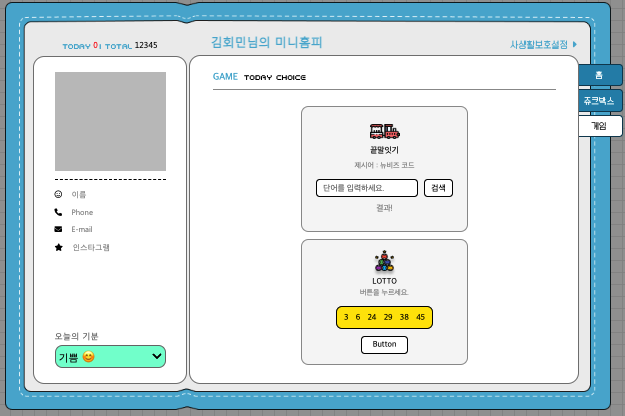 TODAY 0| TOTAL 12345
김회민님의 미니홈피
사생활보호설정
홈
쥬크박스
게임
이름
Phone
E-mail
인스타그램
오늘의 기분
기쁨 😊
GAME TODAY CHOICE
끝말잇기
제시어 : 뉴비즈 코드
단어를 입력하세요. 검색
결과!
LOTTO
버튼을 누르세요.
3 6 24 29 38 45
Button